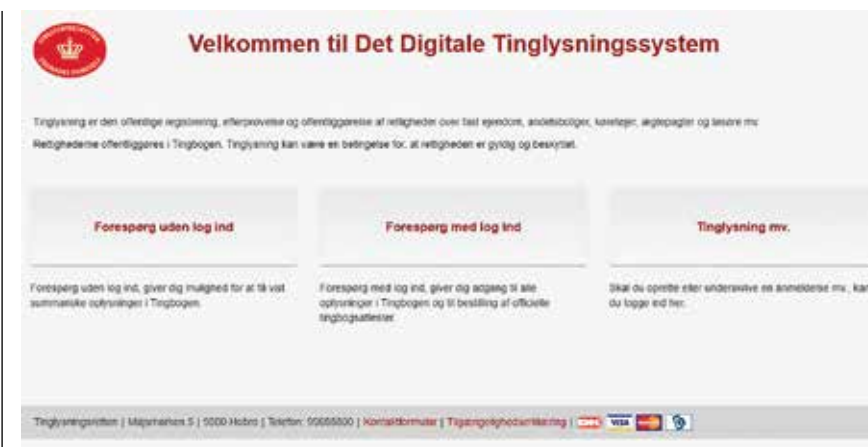 Velkommen til Det Digitale Tinglysningssystem
Tinglysning er den offentlige registrering, efterprøvelse og offentliggørelse af rettigheder over fast ejendom, andelsboliger, køretøjer, ægtepagter og løsøre mv
Rettighederne offentliggøres i Tingbogen. Tinglysning kan være en betingelse for, at rettigheden er gyldig og beskyttet.
Forespørg uden log ind
Forespørg med log ind
Tinglysning mv.
Forespørg uden log ind, giver dig mulighed for at få vist
summariske oplysninger i Tingbogen.
Forespørg med log ind, giver dig adgang til alle
oplysninger i Tingbogen og til bestilling af officielle
tingbogsattester
Skal du oprette eller underskrive en anmeldelse mv., kan
du logge ind her.
Tinglysningsretten | Majsmarken 5 | 9500 Hobro | Telefon: | Kontaktformular | Tilgængelighedserklæring | VISA